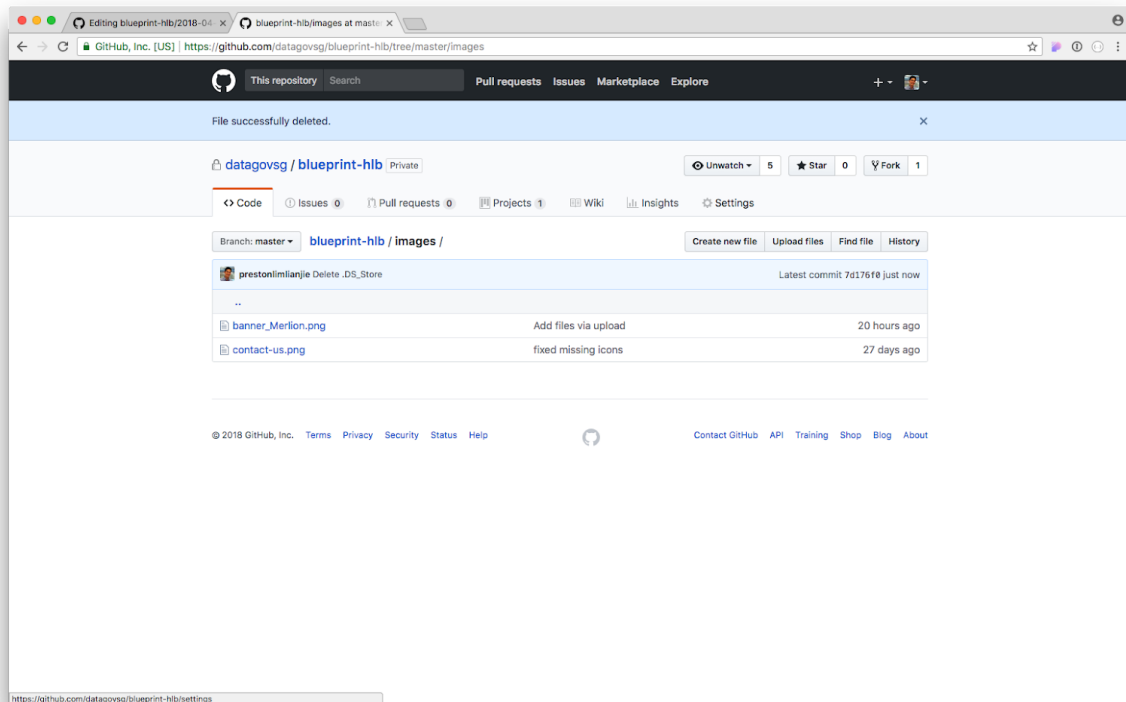 Editing blueprint-hlb/2018-04 blueprint-hlb/images at maste
GitHub, Inc. [US] https://github.com/datagovsg/blueprint-hlb/tree/master/images
This repository Search Pull requests Issues Marketplace Explore
File successfully deleted.
datagovsg / blueprint-hlb Private Unwatch 5 Star 0 Fork 1
Code Issues 0 Pull requests 0 Projects 1 Wiki Insights Settings
Branch: master blueprint-hlb / images / Create new file Upload files Find file History
prestonlimlianjie Delete .DS_Store Latest commit 7d176f0 just now
..
banner_Merlion.png Add files via upload 20 hours ago
contact-us.png fixed missing icons 27 days ago
© 2018 GitHub, Inc. Terms Privacy Security Status Help Contact GitHub API Training Shop Blog About
https://github.com/datagovsg/blueprint-hlb/settings